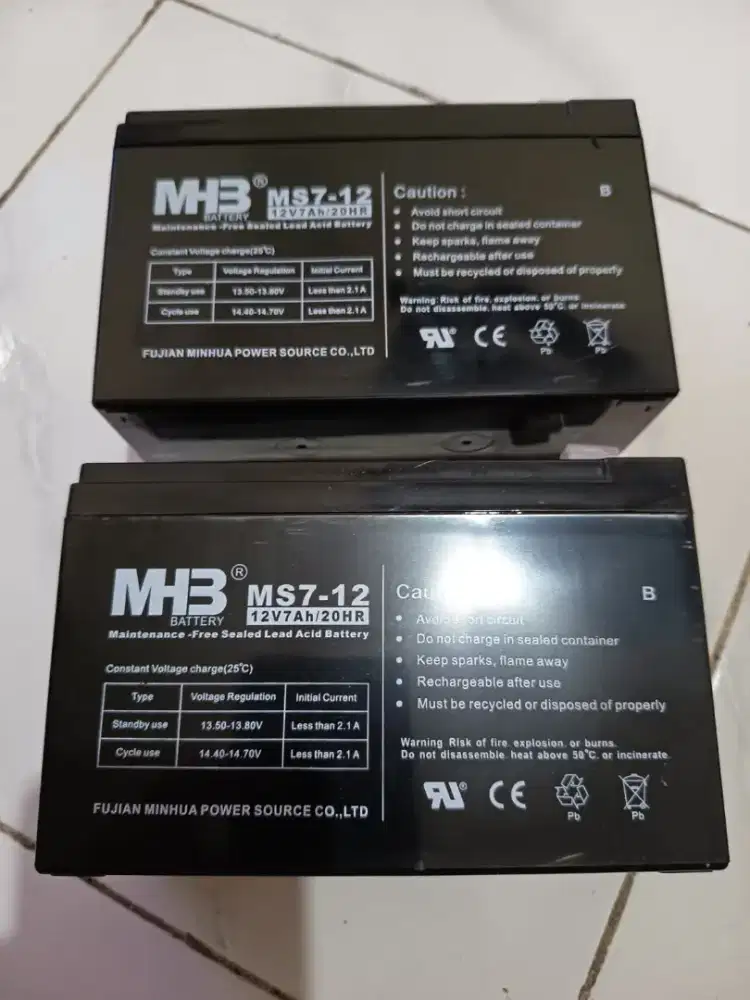 MHB® MS7-12
BATTERY 12V7Ah/20HR
Maintenance -Free Sealed Lead Acid Battery
Constant Voltage charge(25℃)
Type Voltage Regulation Initial Current
Standby use 13.50-13.80V Less than 2.1 A
Cycle use 14.40-14.70V Less than 2.1 A
FUJIAN MINHUA POWER SOURCE CO.,LTD
Caution : B
• Avoid short circuit
• Do not charge in sealed container
• Keep sparks, flame away
• Rechargeable after use
• Must be recycled or disposed of properly
Warning: Risk of fire, explosion, or burns.
Do not disassemble, heat above 50℃, or incinerate.
RU® CE
Pb Pb
MHB® MS7-12
BATTERY 12V7Ah/20HR
Maintenance -Free Sealed Lead Acid Battery
Constant Voltage charge(25℃)
Type Voltage Regulation Initial Current
Standby use 13.50-13.80V Less than 2.1 A
Cycle use 14.40-14.70V Less than 2.1 A
FUJIAN MINHUA POWER SOURCE CO.,LTD
B
• short circuit
• Do not charge in sealed container
• Keep sparks, flame away
• Rechargeable after use
• Must be recycled or disposed of properly
Warning Risk of fire, explosion, or burns.
Do not disassemble, heat above 50℃, or incinerate.
RU® CE
Pb Pb